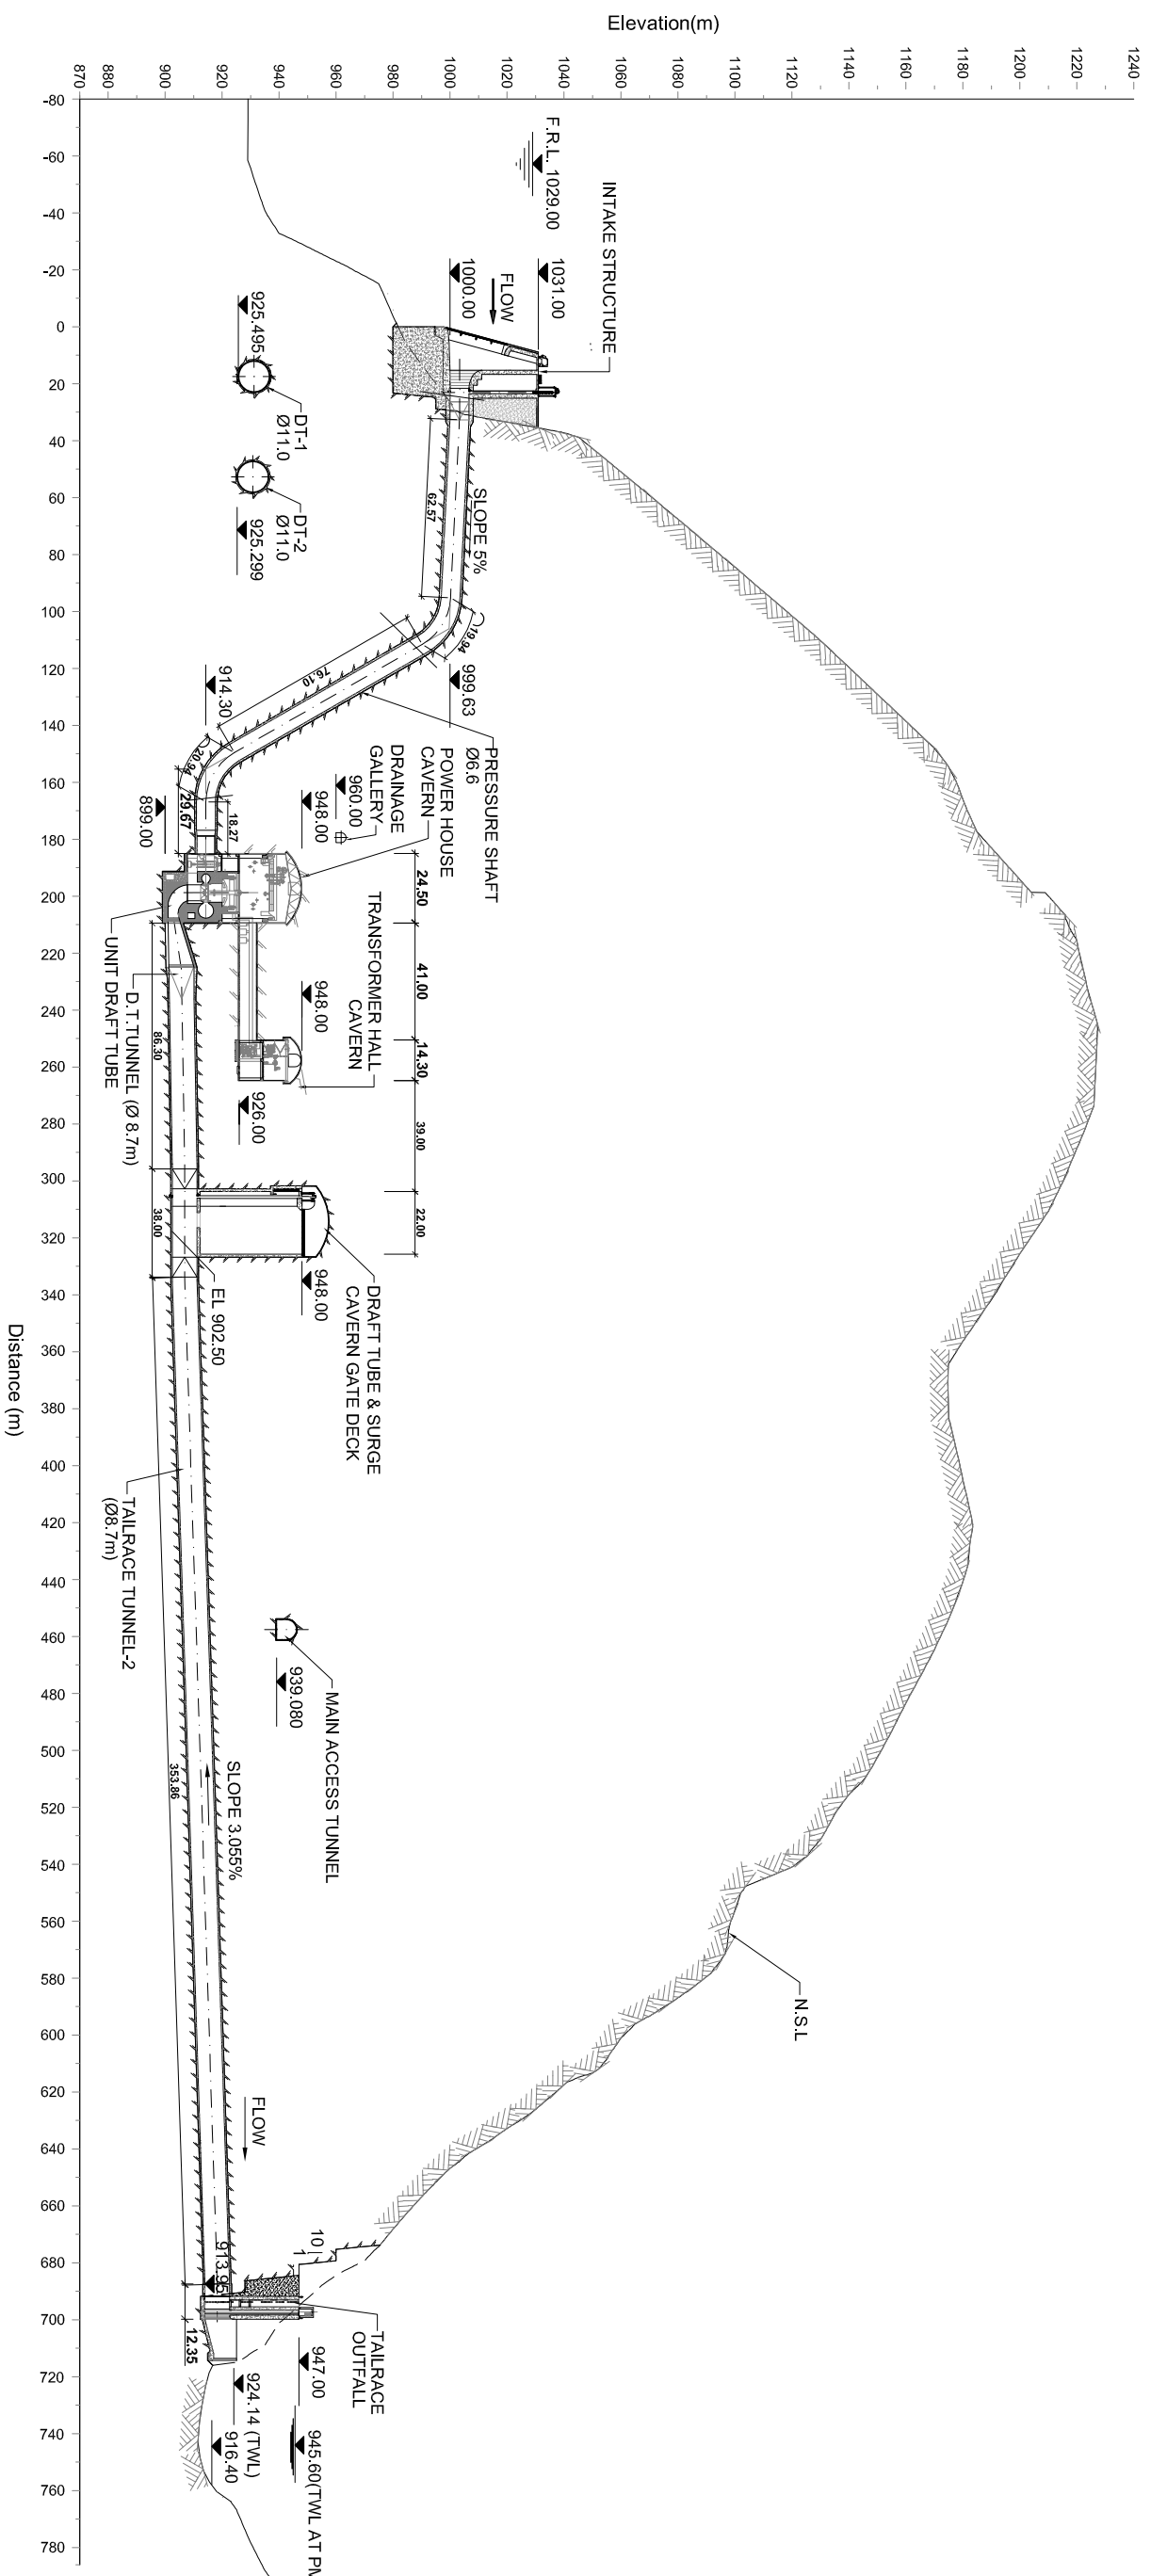 Elevation(m)
1240
1220
1200
1180
1160
1140
1120
1100
1080
1060
1040
1020
1000
980
960
940
920
900
880
870
-80
-60
-40
-20
0
20
40
60
80
100
120
140
160
180
200
220
240
260
280
300
320
340
360
380
400
420
440
460
480
500
520
540
560
580
600
620
640
660
680
700
720
740
760
780
Distance (m)
F.R.L. 1029.00
INTAKE STRUCTURE
1031.00
FLOW
1000.00
925.495
DT-1
Ø11.0
DT-2
Ø11.0
925.299
SLOPE 5%
62.57
19.94
999.63
76.10
PRESSURE SHAFT
Ø6.6
914.30
20.94
29.67
18.27
899.00
POWER HOUSE
CAVERN
DRAINAGE
GALLERY
960.00
948.00
24.50
41.00
14.30
39.00
22.00
TRANSFORMER HALL
CAVERN
948.00
926.00
UNIT DRAFT TUBE
D.T.TUNNEL (Ø 8.7m)
86.30
38.00
DRAFT TUBE & SURGE
CAVERN GATE DECK
948.00
EL 902.50
TAILRACE TUNNEL-2
(Ø8.7m)
MAIN ACCESS TUNNEL
939.080
353.86
SLOPE 3.055%
N.S.L
FLOW
10
1
913.95
12.35
TAILRACE
OUTFALL
947.00
924.14 (TWL)
916.40
945.60(TWL AT PM